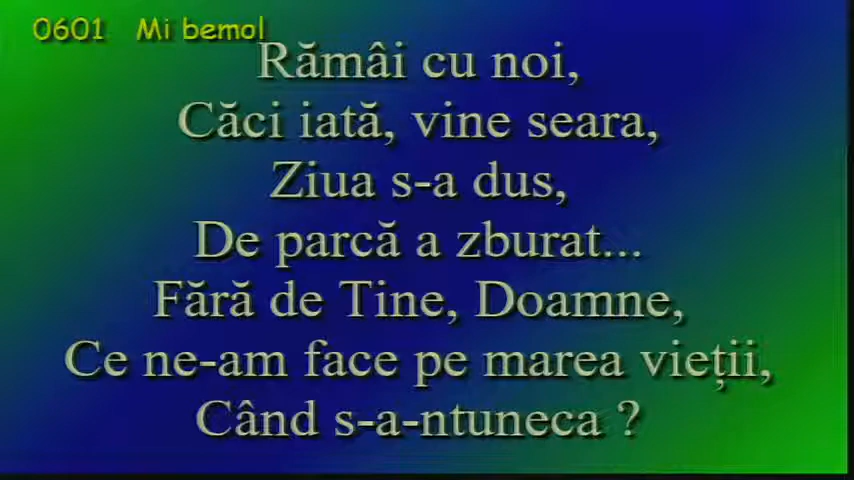 0601 Mi bemol
Rămâi cu noi,
Căci iată, vine seara,
Ziua s-a dus,
De parcă a zburat...
Fără de Tine, Doamne,
Ce ne-am face pe marea vieții,
Când s-a-ntuneca ?